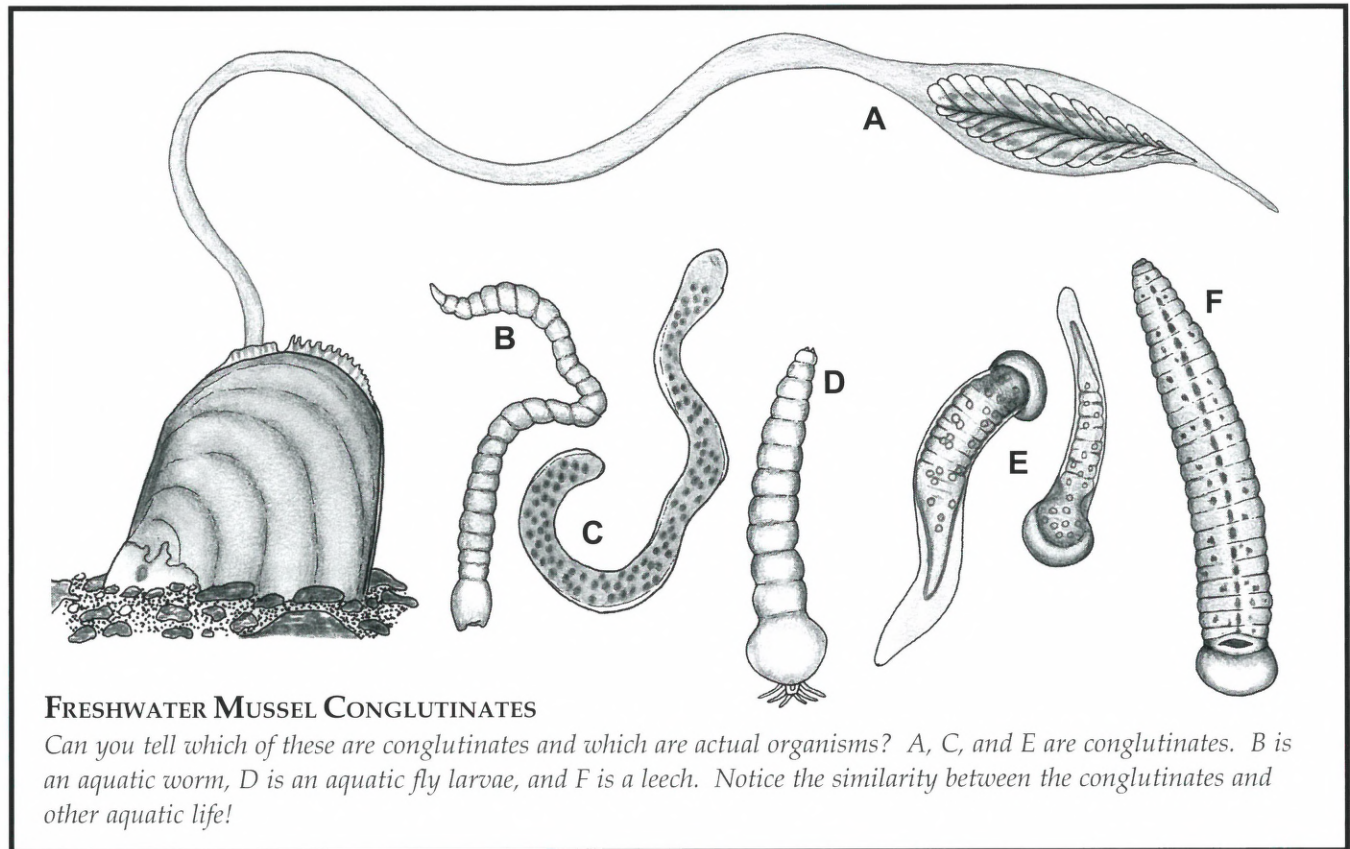 A
B
C
D
E
F
FRESHWATER MUSSEL CONGLUTINATES
Can you tell which of these are conglutinates and which are actual organisms? A, C, and E are conglutinates. B is
an aquatic worm, D is an aquatic fly larvae, and F is a leech. Notice the similarity between the conglutinates and
other aquatic life!